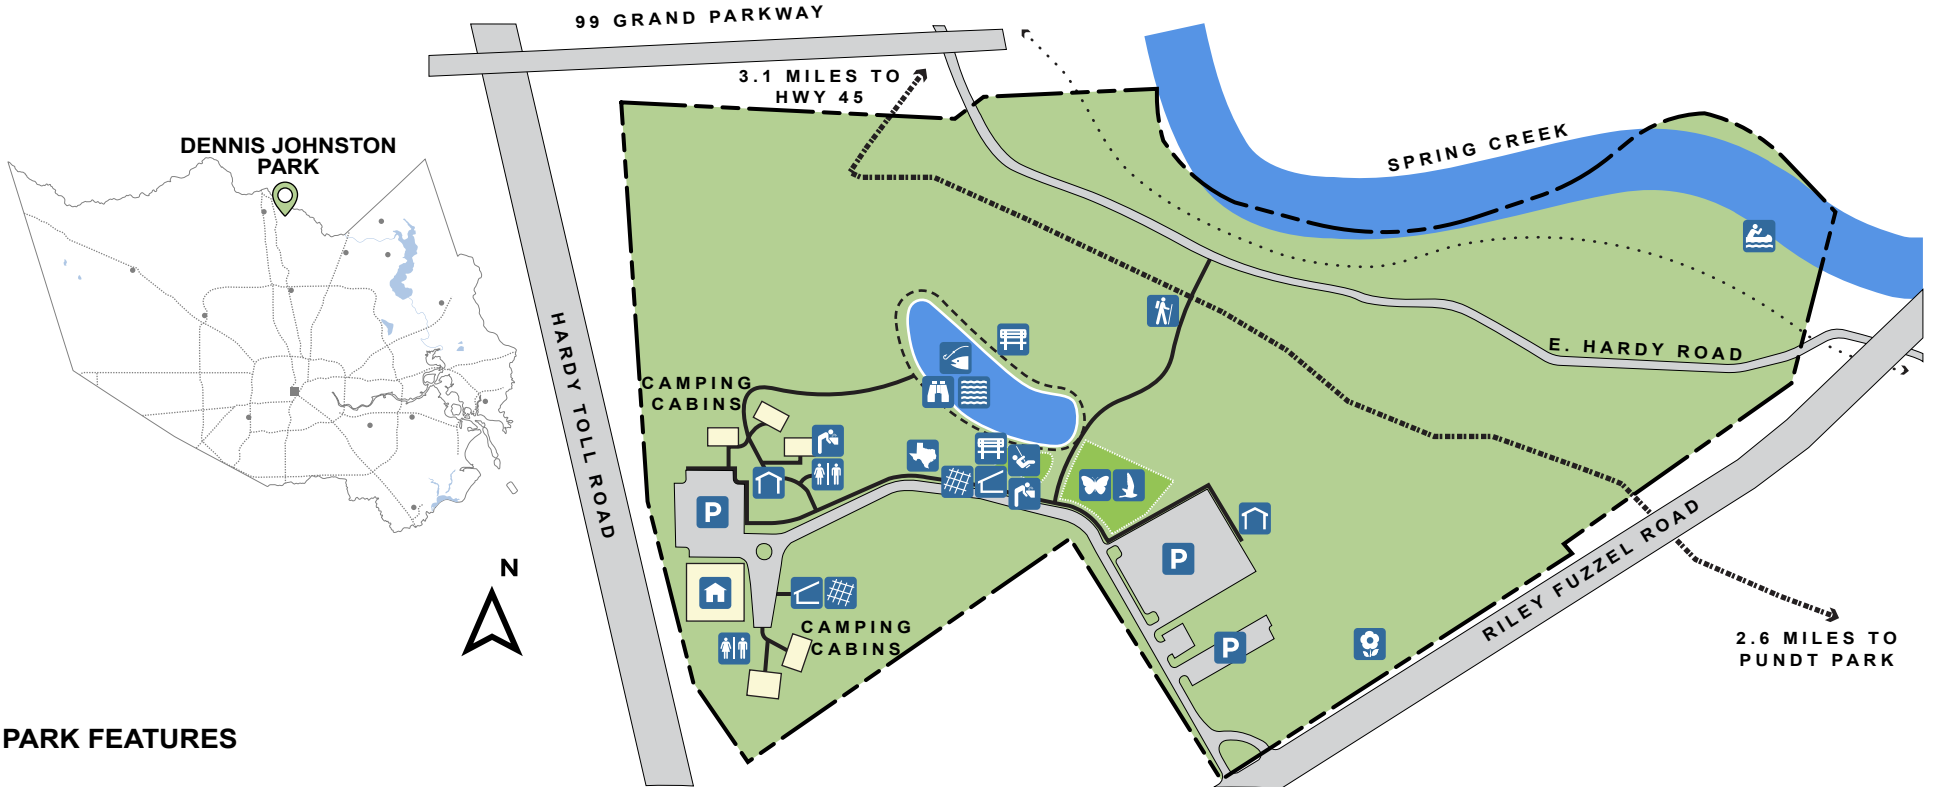 99 GRAND PARKWAY
3.1 MILES TO
HWY 45
DENNIS JOHNSTON
PARK
SPRING CREEK
HARDY TOLL ROAD
E. HARDY ROAD
CAMPING
CABINS
P
P
P
N
CAMPING
CABINS
RILEY FUZZEL ROAD
2.6 MILES TO
PUNDT PARK
PARK FEATURES